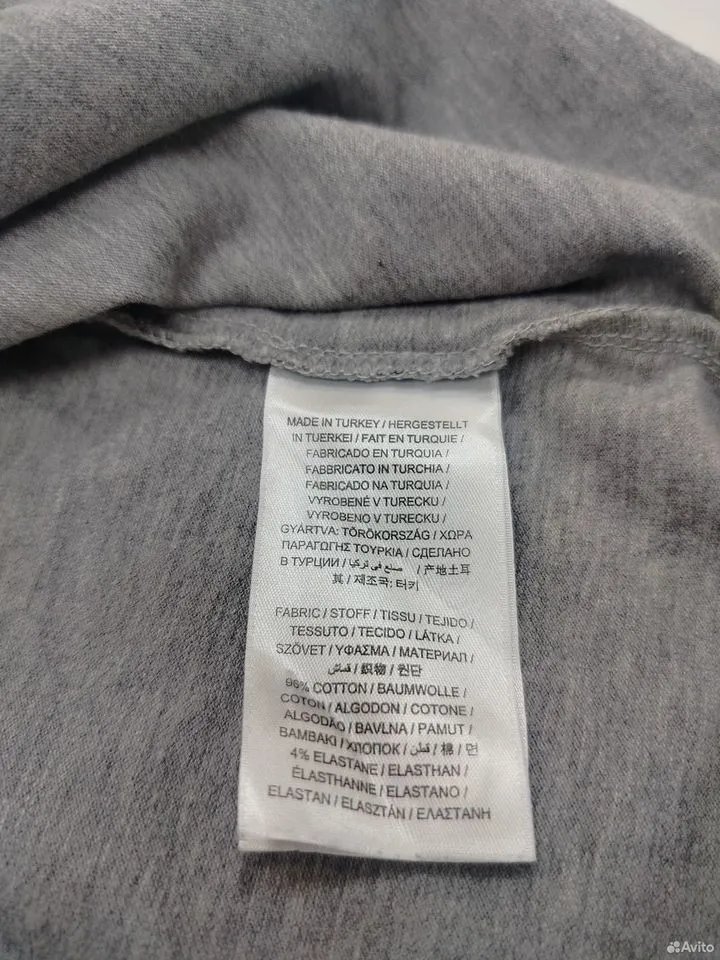 MADE IN TURKEY / HERGESTELLT
IN TUERKEI / FAIT EN TURQUIE /
FABRICADO EN TURQUIA /
FABBRICATO IN TURCHIA /
FABRICADO NA TURQUIA /
VYROBENÉ V TURECKU /
VYROBENO V TURECKU /
GYÁRTVA: TÖRÖKORSZÁG / ΧΩΡΑ
ΠΑΡΑΓΩΓΗΣ ΤΟΥΡΚΙΑ / СДЕЛАНО
В ТУРЦИИ / صنع في تركيا / 产地土耳
其 / 제조국: 터키
FABRIC / STOFF / TISSU / TEJIDO /
TESSUTO / TECIDO / LÁTKA /
SZÖVET / ΥΦΑΣΜΑ / МАТЕРИАЛ /
قماش / 織物 / 원단
96% COTTON / BAUMWOLLE /
COTON / ALGODON / COTONE /
ALGODÃO / BAVLNA / PAMUT /
BAMBAKI / ХЛОПОК / قطن / 棉 / 면
4% ELASTANE / ELASTHAN /
ÉLASTHANNE / ELASTANO /
ELASTAN / ELASZTÁN / ΕΛΑΣΤΑΝΗ
Avito